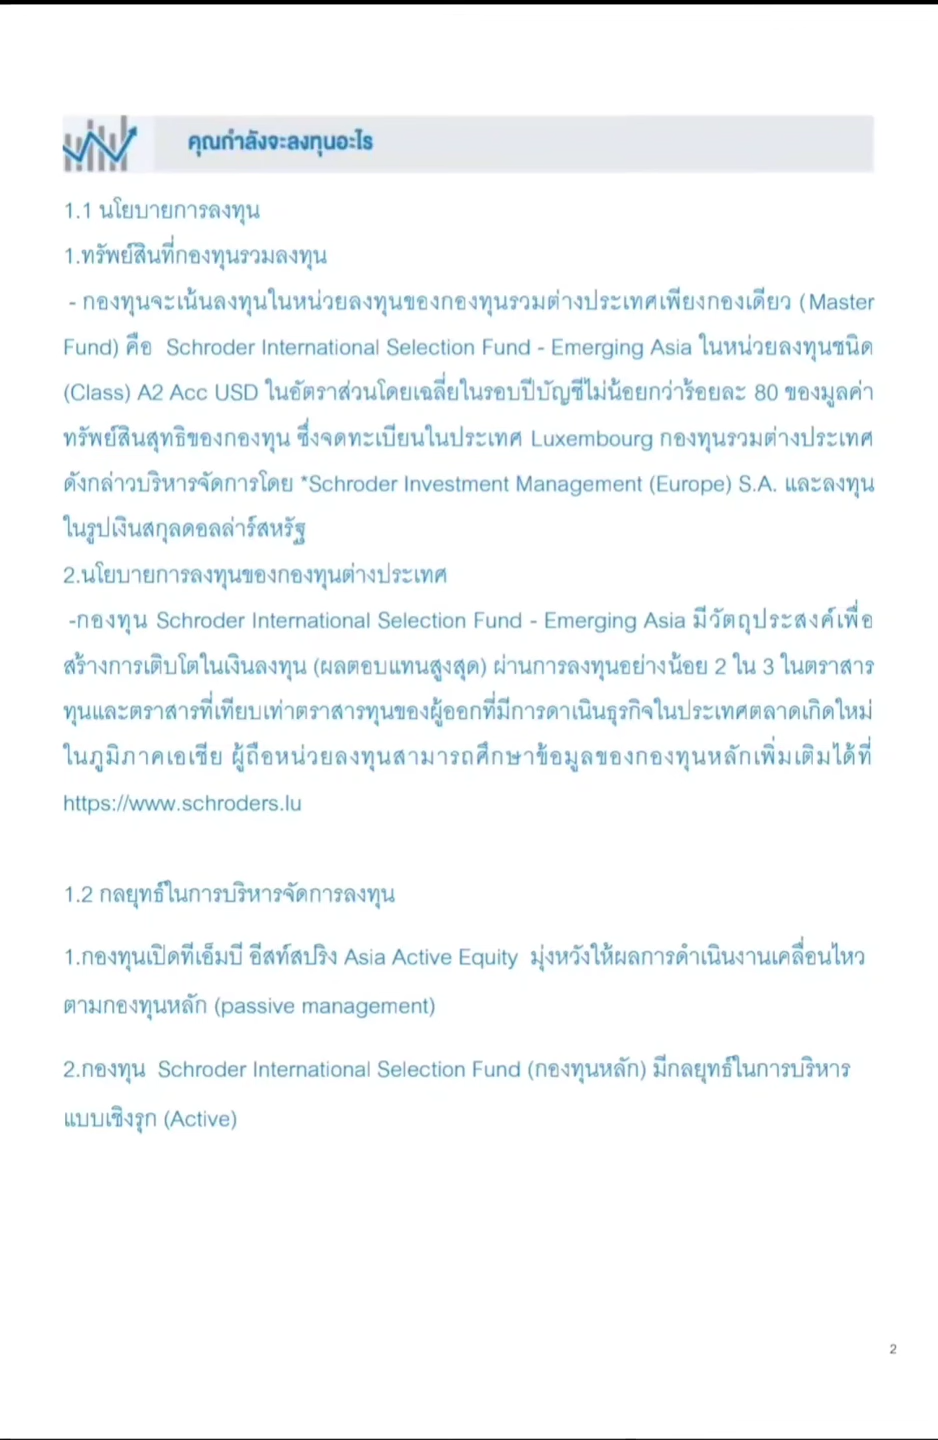 คุณกำลังจะลงทุนอะไร
1.1 นโยบายการลงทุน
1.ทรัพย์สินที่กองทุนรวมลงทุน
- กองทุนจะเน้นลงทุนในหน่วยลงทุนของกองทุนรวมต่างประเทศเพียงกองเดียว (Master
Fund) คือ Schroder International Selection Fund - Emerging Asia ในหน่วยลงทุนชนิด
(Class) A2 Acc USD ในอัตราส่วนโดยเฉลี่ยในรอบปีบัญชีไม่น้อยกว่าร้อยละ 80 ของมูลค่า
ทรัพย์สินสุทธิของกองทุน ซึ่งจดทะเบียนในประเทศ Luxembourg กองทุนรวมต่างประเทศ
ดังกล่าวบริหารจัดการโดย *Schroder Investment Management (Europe) S.A. และลงทุน
ในรูปเงินสกุลดอลล่าร์สหรัฐ
2.นโยบายการลงทุนของกองทุนต่างประเทศ
-กองทุน Schroder International Selection Fund - Emerging Asia มีวัตถุประสงค์เพื่อ
สร้างการเติบโตในเงินลงทุน (ผลตอบแทนสูงสุด) ผ่านการลงทุนอย่างน้อย 2 ใน 3 ในตราสาร
ทุนและตราสารที่เทียบเท่าตราสารทุนของผู้ออกที่มีการดาเนินธุรกิจในประเทศตลาดเกิดใหม่
ในภูมิภาคเอเชีย ผู้ถือหน่วยลงทุนสามารถศึกษาข้อมูลของกองทุนหลักเพิ่มเติมได้ที่
https://www.schroders.lu
1.2 กลยุทธ์ในการบริหารจัดการลงทุน
1.กองทุนเปิดทีเอ็มบี อีสท์สปริง Asia Active Equity มุ่งหวังให้ผลการดำเนินงานเคลื่อนไหว
ตามกองทุนหลัก (passive management)
2.กองทุน Schroder International Selection Fund (กองทุนหลัก) มีกลยุทธ์ในการบริหาร
แบบเชิงรุก (Active)
2